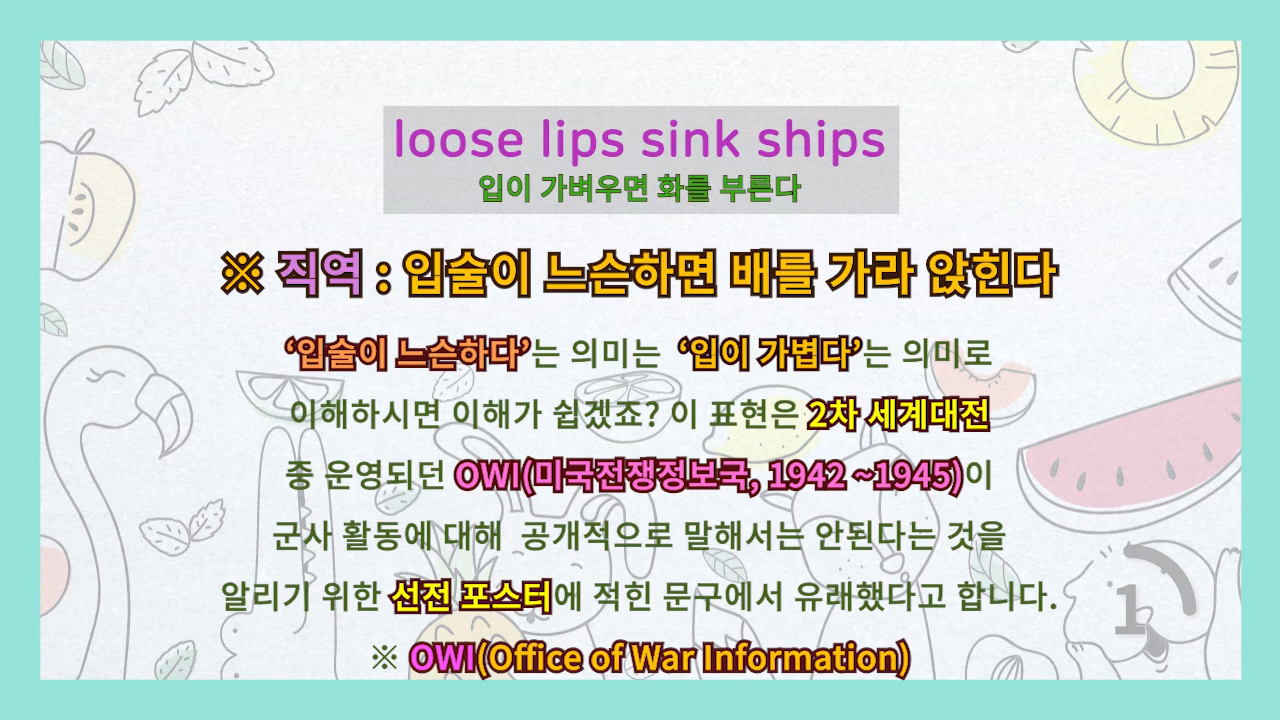 loose lips sink ships
입이 가벼우면 화를 부른다
※ 직역 : 입술이 느슨하면 배를 가라 앉힌다
‘입술이 느슨하다’는 의미는 ‘입이 가볍다’는 의미로
이해하시면 이해가 쉽겠죠? 이 표현은 2차 세계대전
중 운영되던 OWI(미국전쟁정보국, 1942 ~1945)이
군사 활동에 대해 공개적으로 말해서는 안된다는 것을
알리기 위한 선전 포스터에 적힌 문구에서 유래했다고 합니다.
※ OWI(Office of War Information)
1